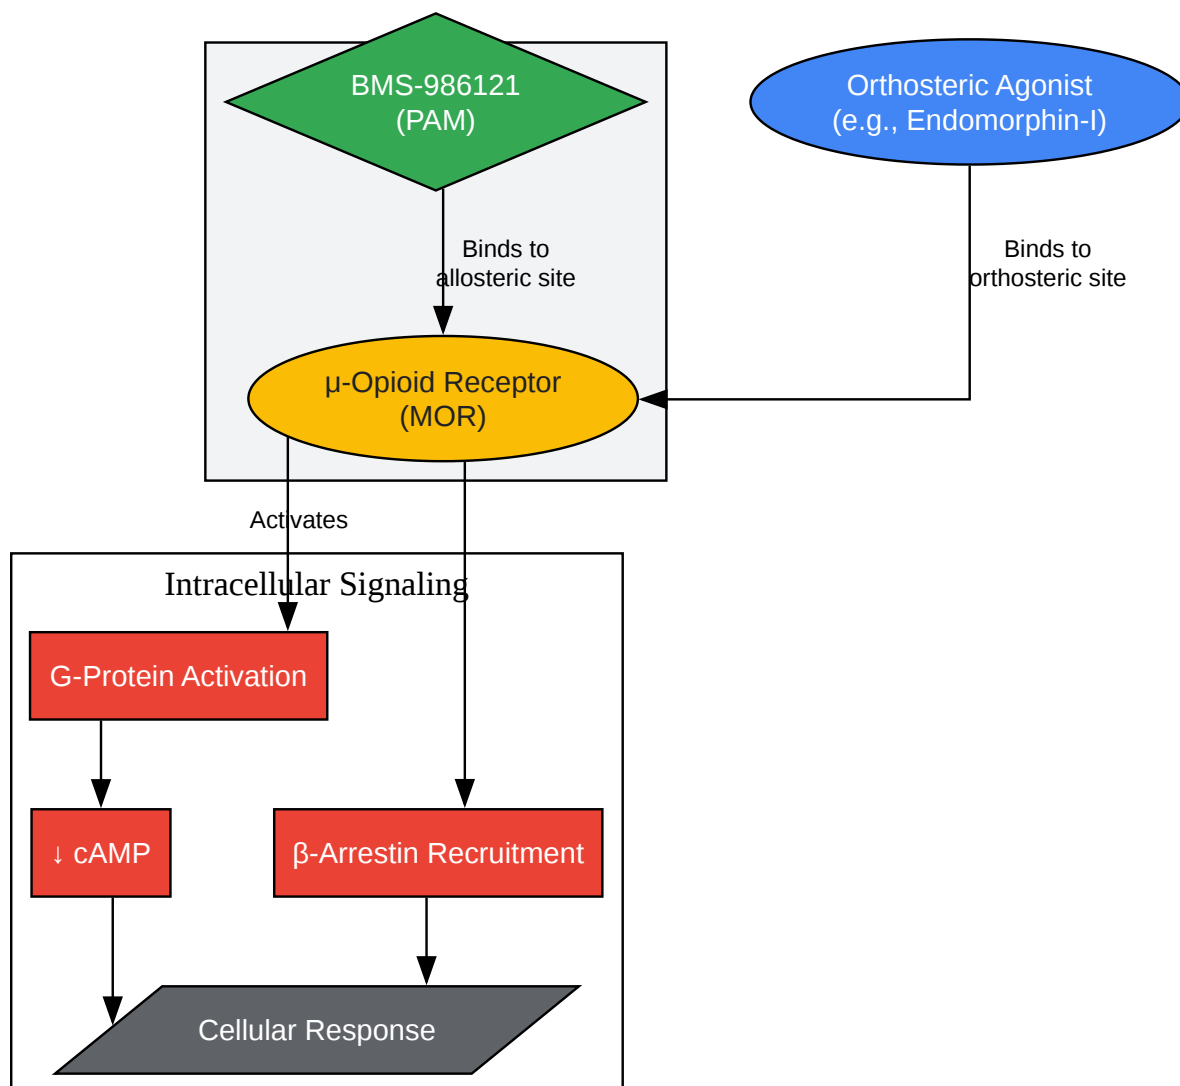 BMS-986121
(PAM)
Orthosteric Agonist
(e.g., Endomorphin-I)
Binds to
allosteric site
Binds to
orthosteric site
μ-Opioid Receptor
(MOR)
Activates
Intracellular Signaling
G-Protein Activation
↓ cAMP
β-Arrestin Recruitment
Cellular Response